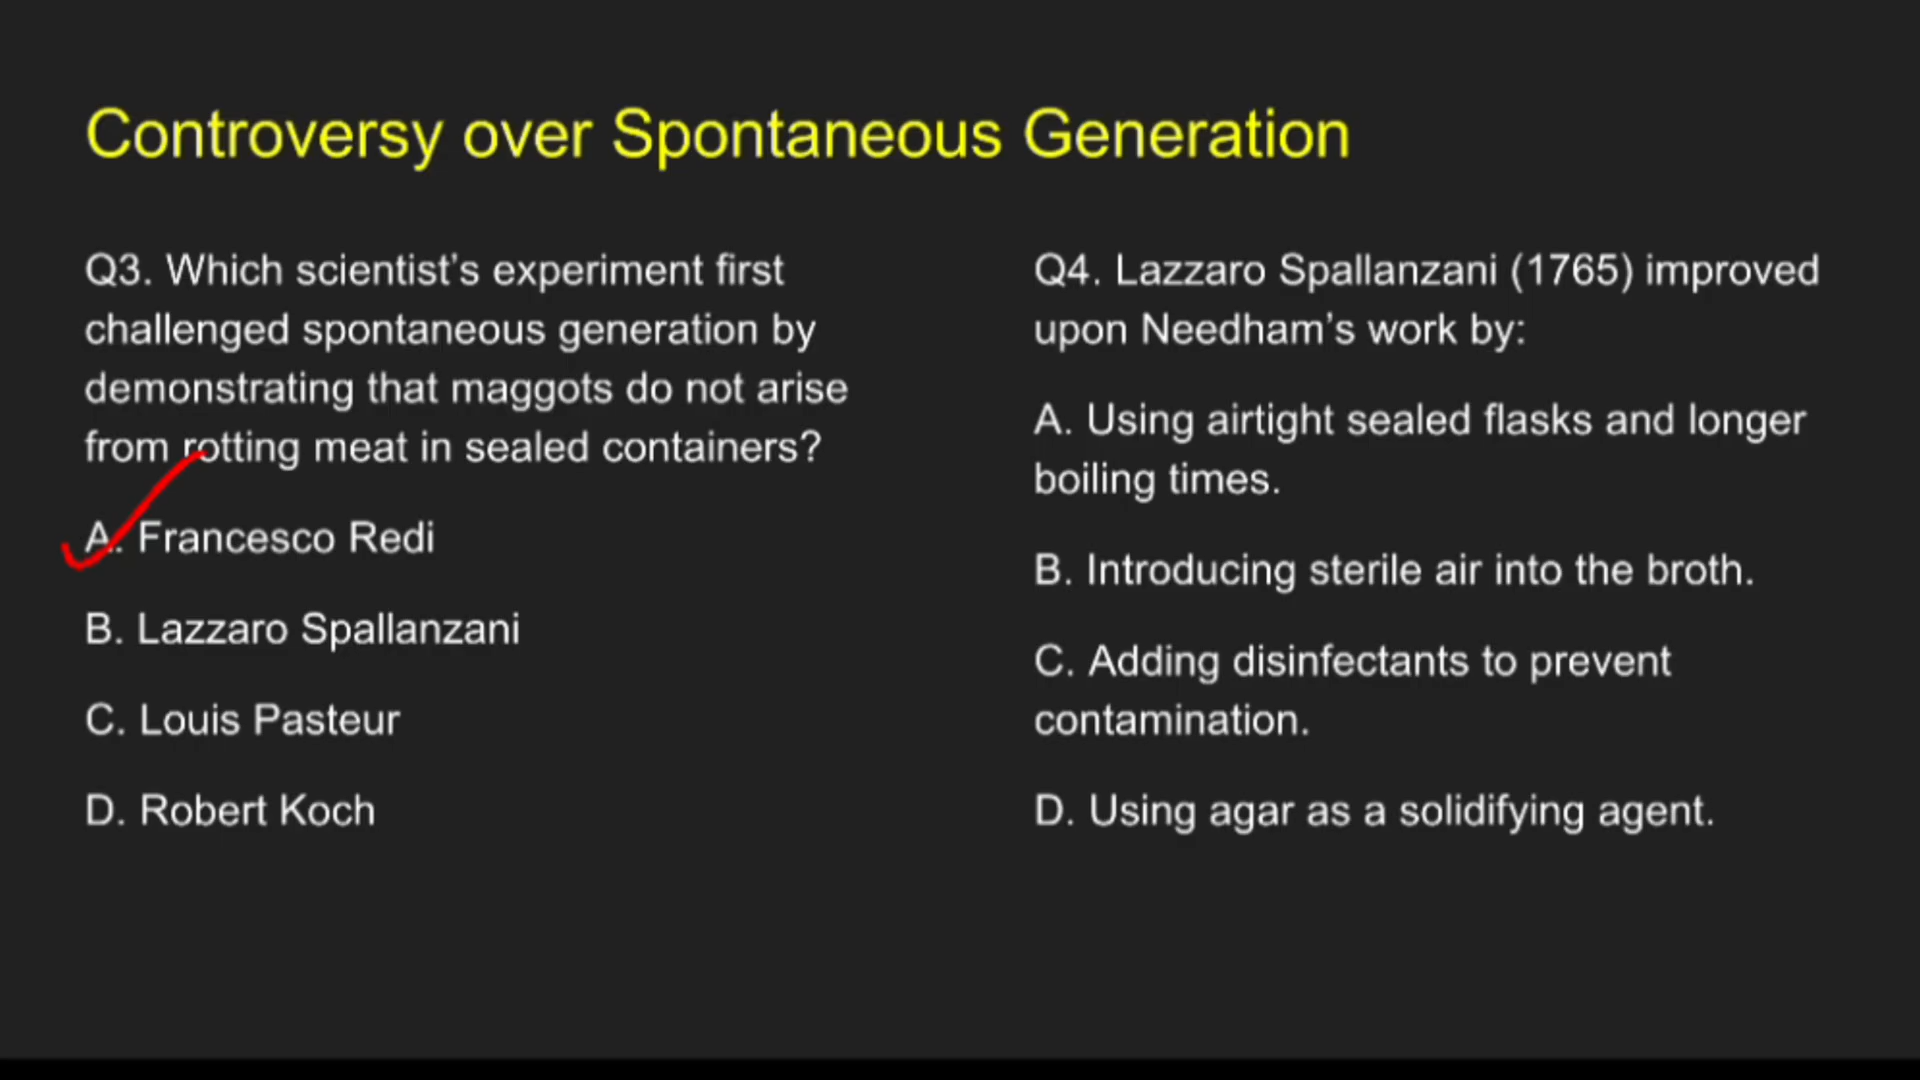 Controversy over Spontaneous Generation
Q3. Which scientist’s experiment first
challenged spontaneous generation by
demonstrating that maggots do not arise
from rotting meat in sealed containers?
A. Francesco Redi
B. Lazzaro Spallanzani
C. Louis Pasteur
D. Robert Koch
Q4. Lazzaro Spallanzani (1765) improved
upon Needham’s work by:
A. Using airtight sealed flasks and longer
boiling times.
B. Introducing sterile air into the broth.
C. Adding disinfectants to prevent
contamination.
D. Using agar as a solidifying agent.